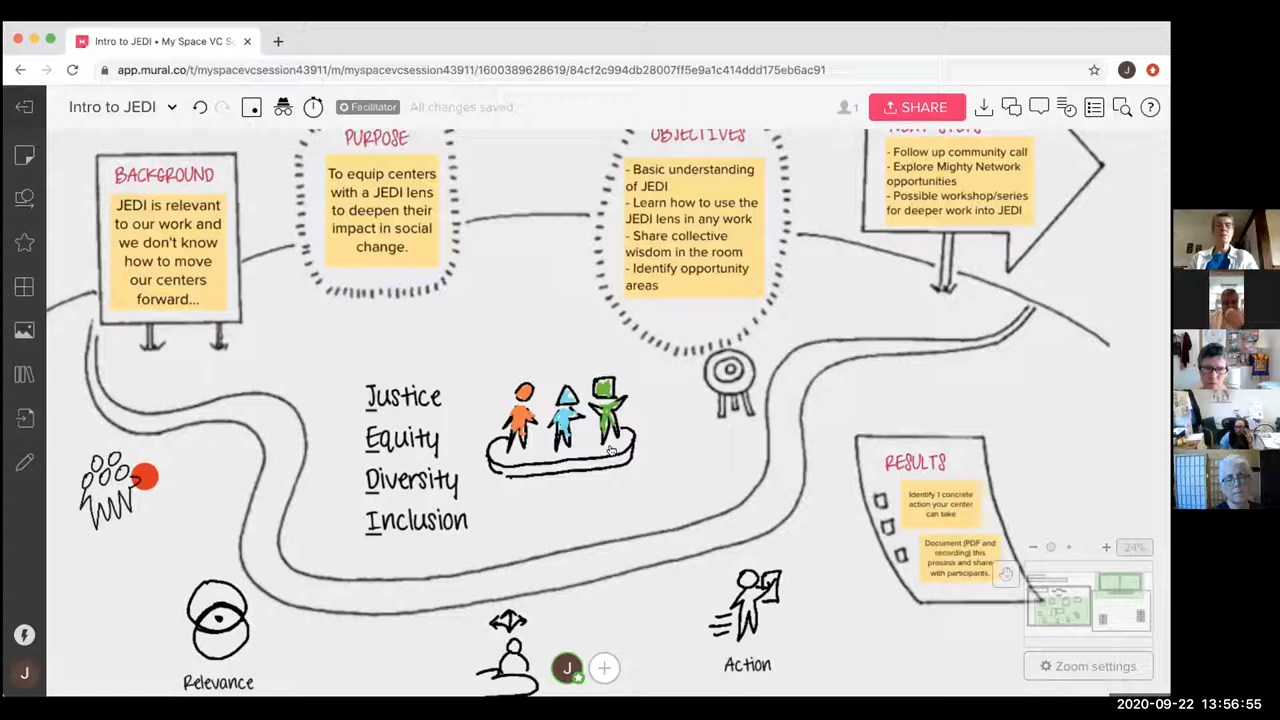 Intro to JEDI • My Space VC S
app.mural.co/t/myspacevcsession43911/m/myspacevcsession43911/1600389628619/84cf2c994db28007ff5e9a1c414ddd175eb6ac91
J
Intro to JEDI
Facilitator
All changes saved
1
SHARE
?
BACKGROUND
JEDI is relevant
to our work and
we don't know
how to move
our centers
forward...
PURPOSE
To equip centers
with a JEDI lens
to deepen their
impact in social
change.
OBJECTIVES
- Basic understanding
of JEDI
- Learn how to use the
JEDI lens in any work
- Share collective
wisdom in the room
- Identify opportunity
areas
NEXT STEPS
- Follow up community call
- Explore Mighty Network
opportunities
- Possible workshop/series
for deeper work into JEDI
Justice
Equity
Diversity
Inclusion
RESULTS
Identify 1 concrete
action your center
can take
Document (PDF and
recording) this
process and share
with participants.
24%
Zoom settings
Relevance
J
Action
J
2020-09-22 13:56:55